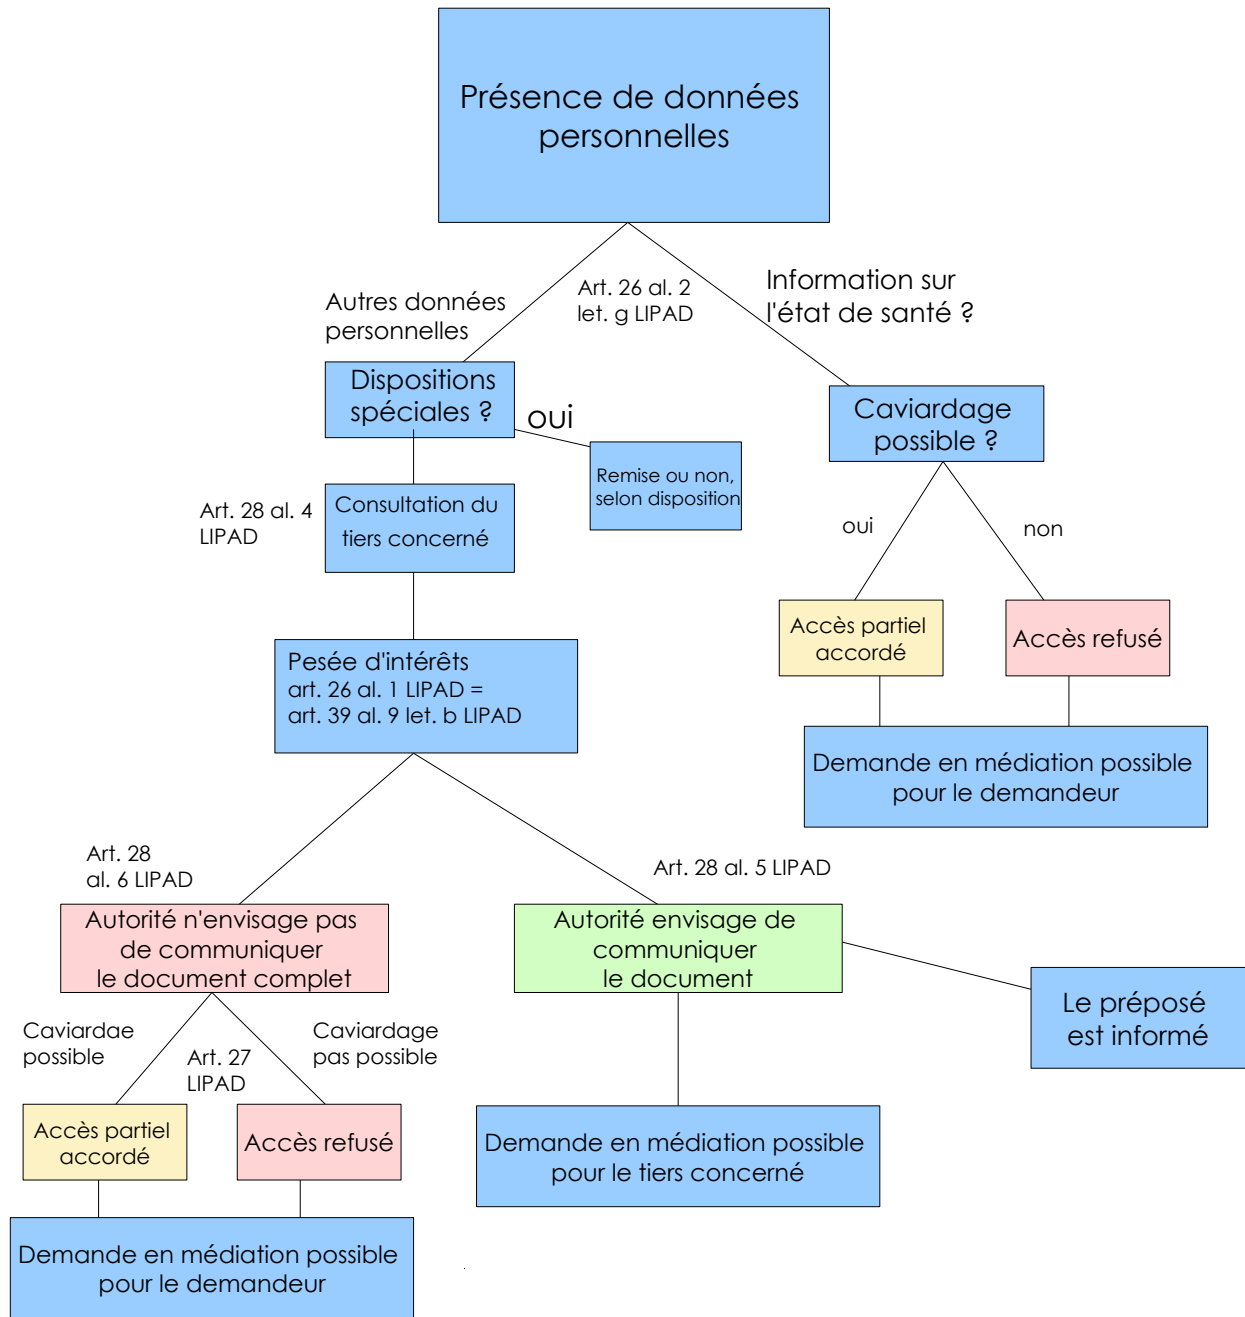 Présence de données
personnelles
Information sur
l'état de santé ?
Art. 26 al. 2
let. g LIPAD
Autres données
personnelles
Dispositions
spéciales ?
oui
Remise ou non,
selon disposition
Caviardage
possible ?
Art. 28 al. 4
LIPAD
Consultation du
tiers concerné
oui
non
Accès partiel
accordé
Accès refusé
Pesée d'intérêts
art. 26 al. 1 LIPAD =
art. 39 al. 9 let. b LIPAD
Demande en médiation possible
pour le demandeur
Art. 28
al. 6 LIPAD
Art. 28 al. 5 LIPAD
Autorité n'envisage pas
de communiquer
le document complet
Autorité envisage de
communiquer
le document
Le préposé
est informé
Caviardae
possible
Art. 27
LIPAD
Caviardage
pas possible
Accès partiel
accordé
Accès refusé
Demande en médiation possible
pour le tiers concerné
Demande en médiation possible
pour le demandeur